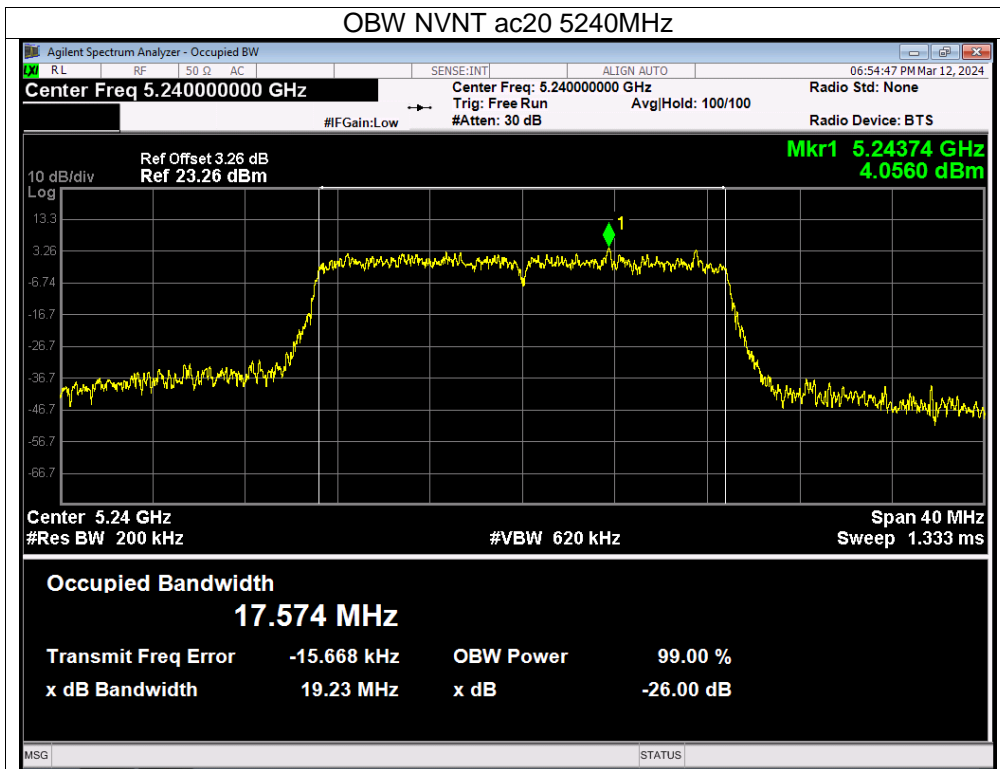 OBW NVNT ac20 5240MHz
Agilent Spectrum Analyzer - Occupied BW
LXI RL RF 50 Ω AC SENSE:INT ALIGN AUTO 06:54:47 PM Mar 12, 2024
Center Freq 5.240000000 GHz Center Freq: 5.240000000 GHz Radio Std: None
Trig: Free Run Avg|Hold: 100/100
#IFGain:Low #Atten: 30 dB Radio Device: BTS
Mkr1 5.24374 GHz
4.0560 dBm
Ref Offset 3.26 dB
10 dB/div Ref 23.26 dBm
Log
13.3
1
3.26
-6.74
-16.7
-26.7
-36.7
-46.7
-56.7
-66.7
Center 5.24 GHz Span 40 MHz
#Res BW 200 kHz #VBW 620 kHz Sweep 1.333 ms
Occupied Bandwidth
17.574 MHz
Transmit Freq Error -15.668 kHz OBW Power 99.00 %
x dB Bandwidth 19.23 MHz x dB -26.00 dB
MSG STATUS